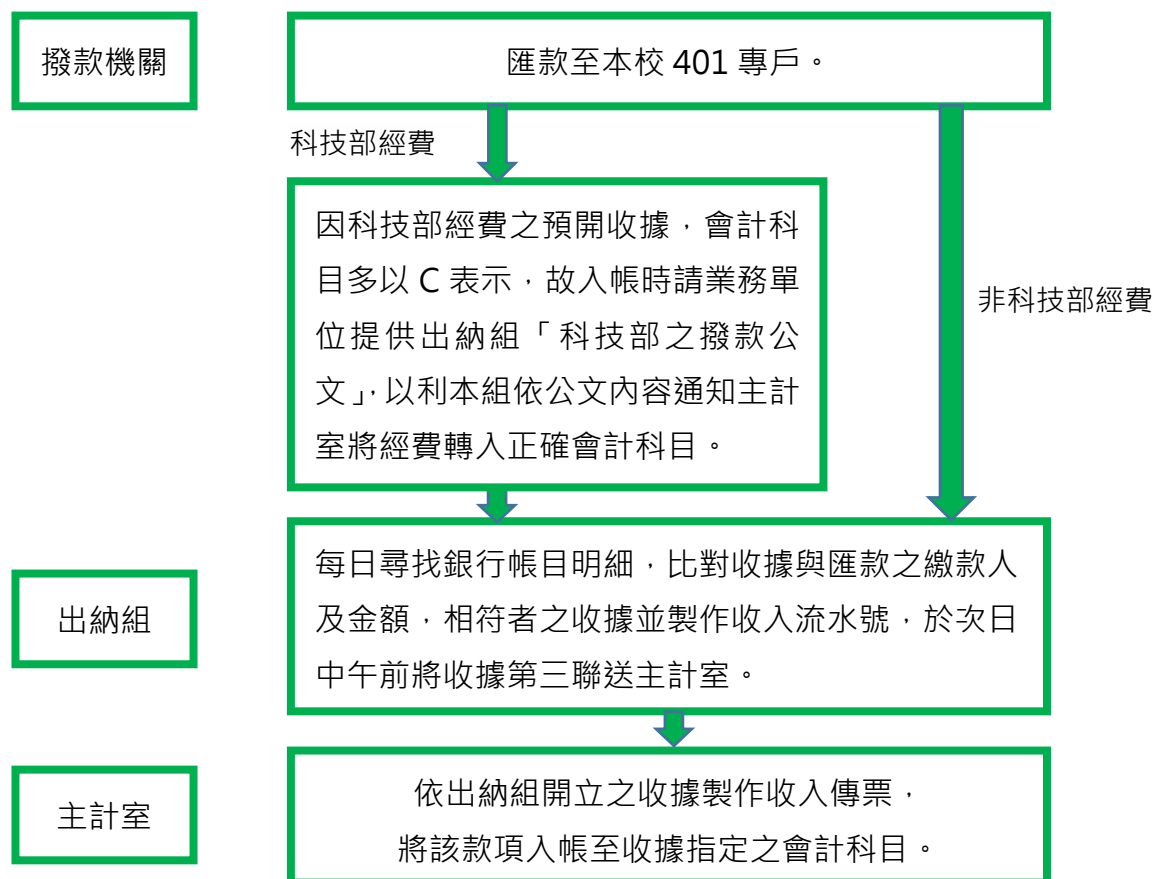 撥款機關
匯款至本校 401 專戶。
科技部經費
因科技部經費之預開收據，會計科
目多以 C 表示，故入帳時請業務單
位提供出納組「科技部之撥款公
文」，以利本組依公文內容通知主計
室將經費轉入正確會計科目。
非科技部經費
出納組
每日尋找銀行帳目明細，比對收據與匯款之繳款人
及金額，相符者之收據並製作收入流水號，於次日
中午前將收據第三聯送主計室。
主計室
依出納組開立之收據製作收入傳票，
將該款項入帳至收據指定之會計科目。